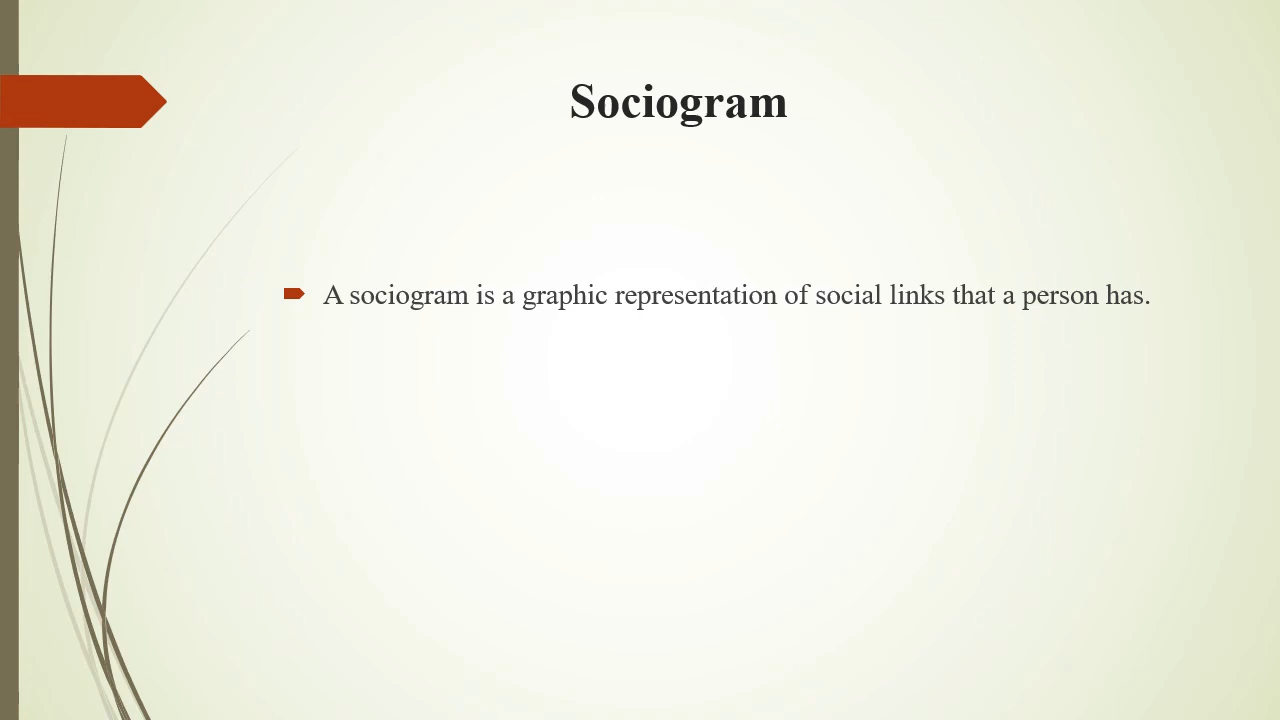 Sociogram
A sociogram is a graphic representation of social links that a person has.